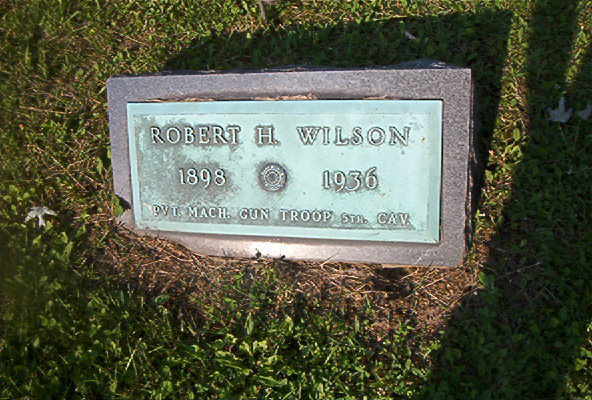 ROBERT H. WILSON
1898 1936
PVT. MACH. GUN TROOP 5TH. CAV.